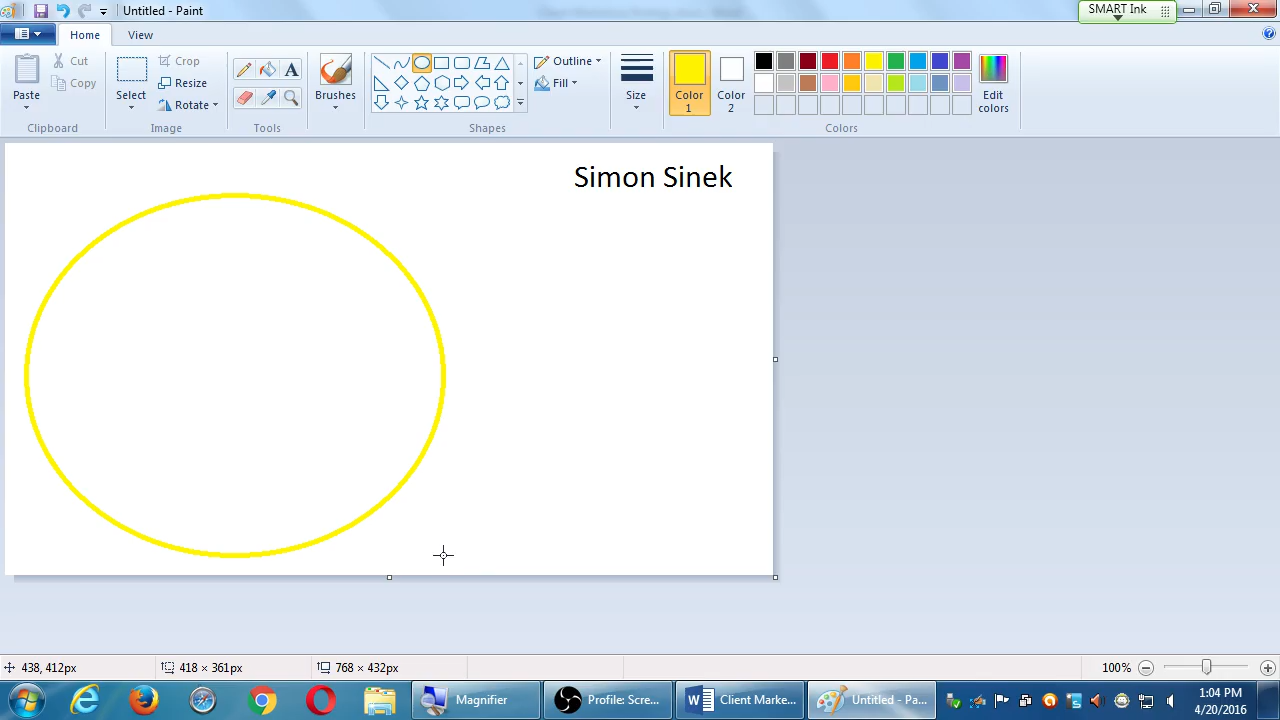 Untitled - Paint
SMART Ink
Home
View
Paste
Cut
Copy
Clipboard
Select
Crop
Resize
Rotate
Image
Tools
Brushes
Shapes
Outline
Fill
Size
Color 1
Color 2
Edit colors
Colors
Simon Sinek
438, 412px
418 × 361px
768 × 432px
100%
Magnifier
Profile: Scre...
Client Marke...
Untitled - Pa...
1:04 PM
4/20/2016